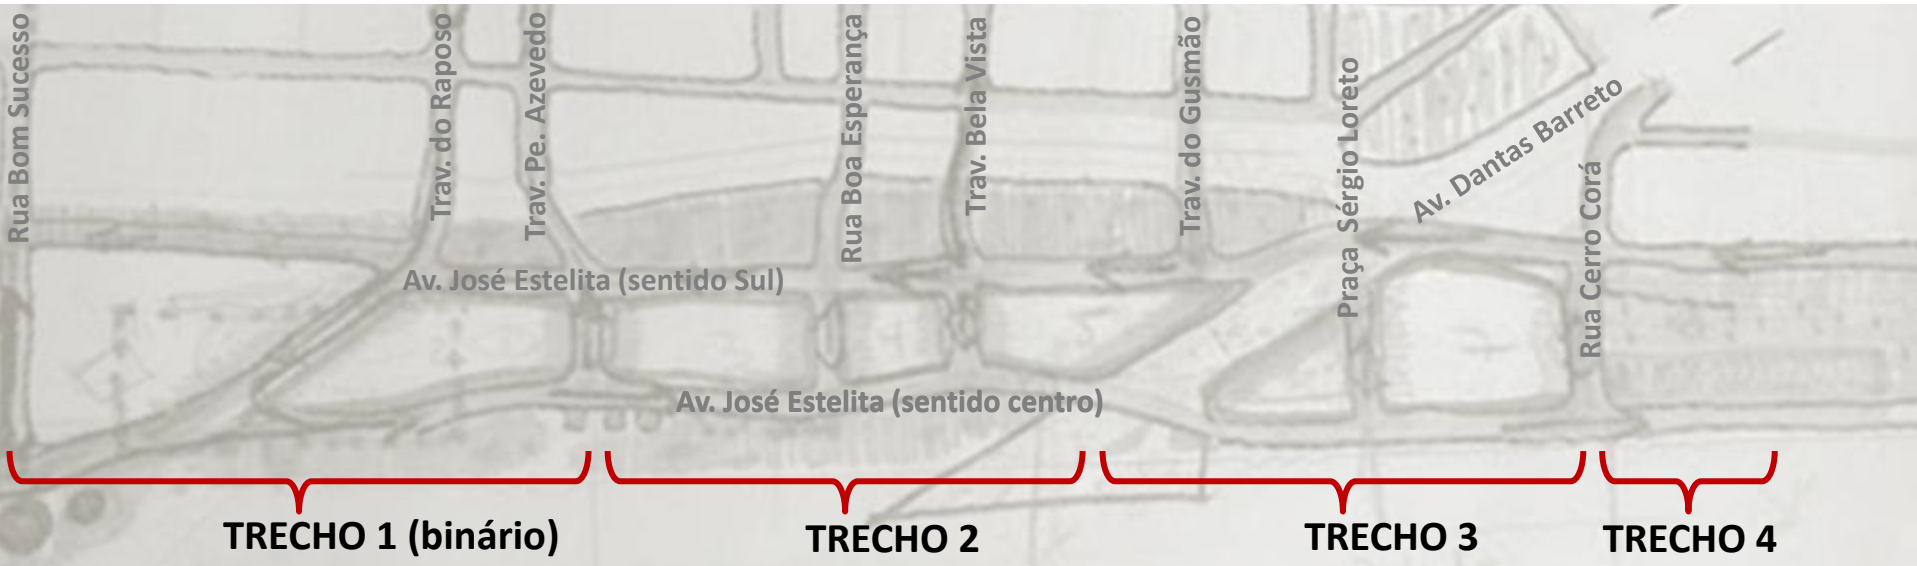 Rua Bom Sucesso
Trav. do Raposo
Trav. Pe. Azevedo
Rua Boa Esperança
Trav. Bela Vista
Trav. do Gusmão
Praça Sérgio Loreto
Av. Dantas Barreto
Rua Cerro Corá
Av. José Estelita (sentido Sul)
Av. José Estelita (sentido centro)
TRECHO 1 (binário)
TRECHO 2
TRECHO 3
TRECHO 4